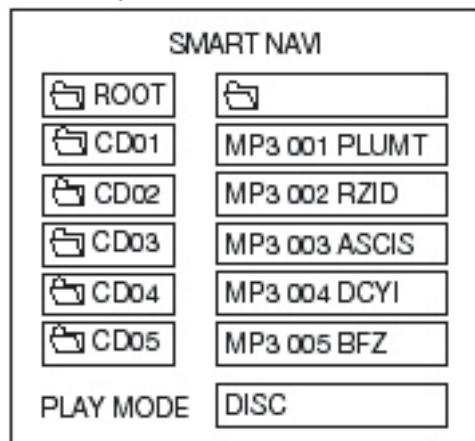 SMART NAVI
ROOT
CD01 MP3 001 PLUMT
CD02 MP3 002 RZID
CD03 MP3 003 ASCIS
CD04 MP3 004 DCYI
CD05 MP3 005 BFZ
PLAY MODE DISC